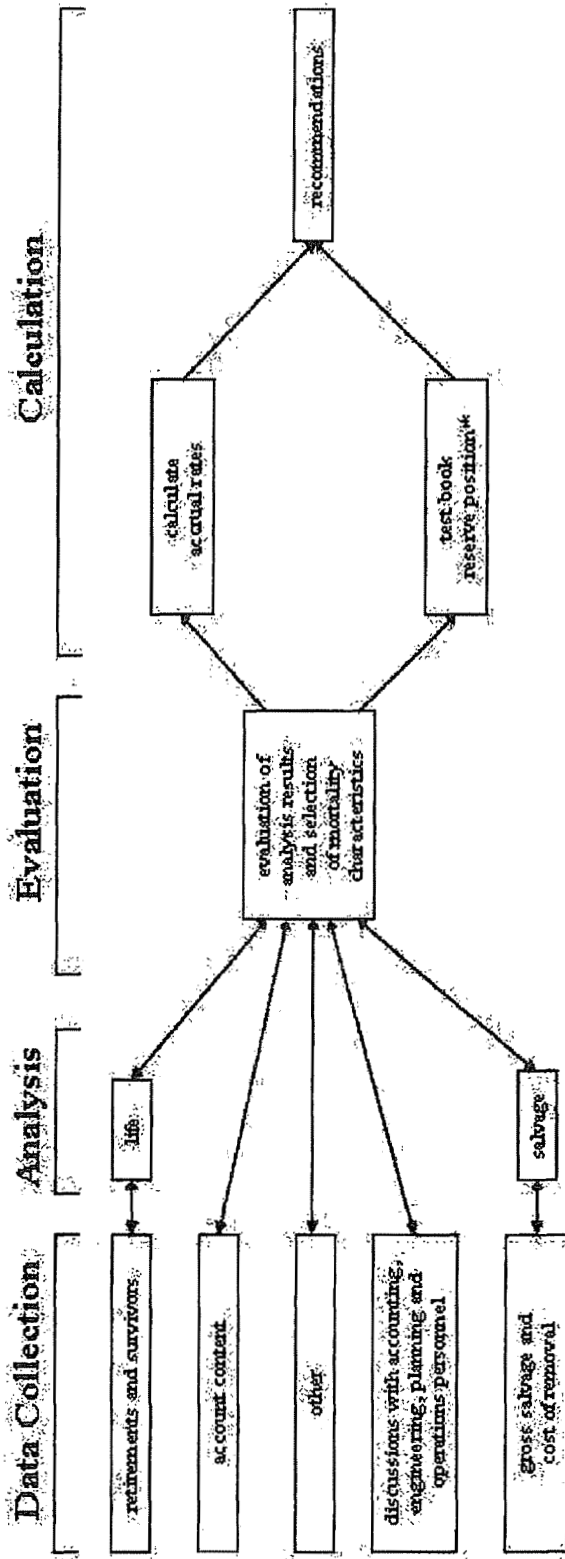 Data Collection
Analysis
Evaluation
Calculation
retirements and survivors
account content
other
discussions with accounting,
engineering, planning and
operations personnel
gross salvage and
cost of removal
life
salvage
evaluation of
analysis results
and selection
of mortality
characteristics
calculate
accrual rates
test book
reserve position*
recommendations